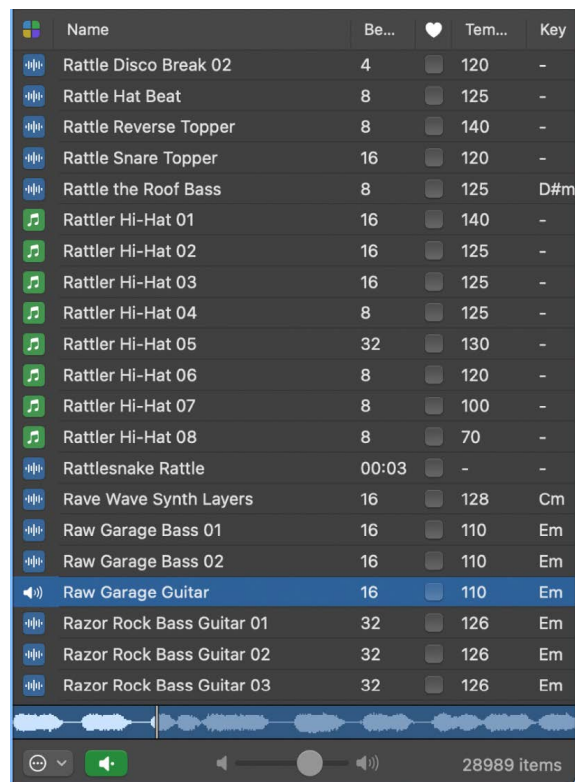 Name Be... Tem... Key
Rattle Disco Break 02 4 120 -
Rattle Hat Beat 8 125 -
Rattle Reverse Topper 8 140 -
Rattle Snare Topper 16 120 -
Rattle the Roof Bass 8 125 D#m
Rattler Hi-Hat 01 16 140 -
Rattler Hi-Hat 02 16 125 -
Rattler Hi-Hat 03 16 125 -
Rattler Hi-Hat 04 8 125 -
Rattler Hi-Hat 05 32 130 -
Rattler Hi-Hat 06 8 120 -
Rattler Hi-Hat 07 8 100 -
Rattler Hi-Hat 08 8 70 -
Rattlesnake Rattle 00:03 - -
Rave Wave Synth Layers 16 128 Cm
Raw Garage Bass 01 16 110 Em
Raw Garage Bass 02 16 110 Em
Raw Garage Guitar 16 110 Em
Razor Rock Bass Guitar 01 32 126 Em
Razor Rock Bass Guitar 02 32 126 Em
Razor Rock Bass Guitar 03 32 126 Em
28989 items